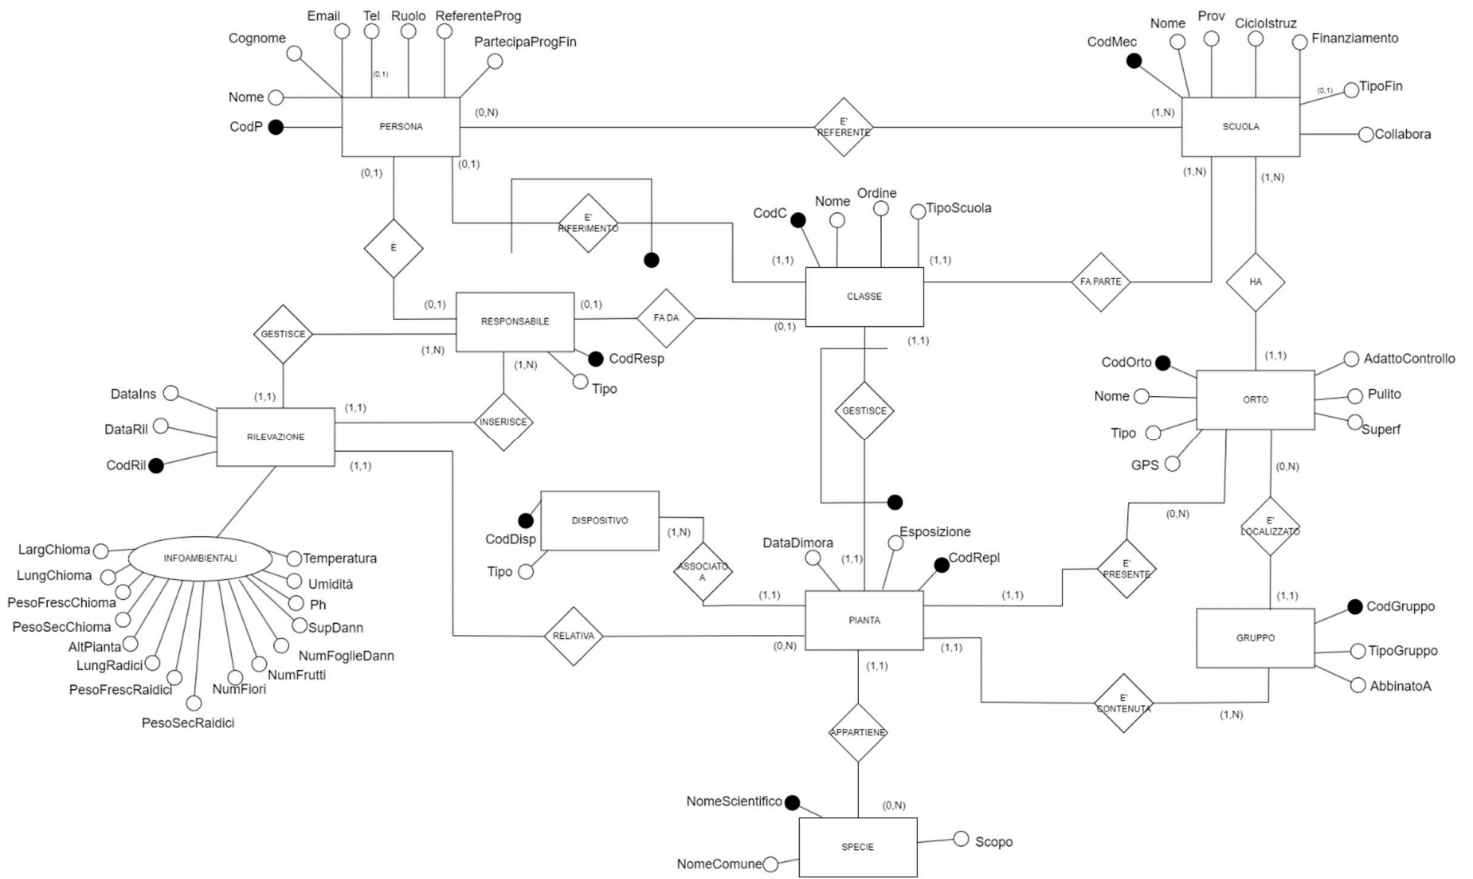 Email
Tel
Ruolo
ReferenteProg
Cognome
PartecipaProgFin
(0,1)
Nome
CodP
PERSONA
(0,N)
(0,1)
(0,1)
E'
REFERENTE
Nome
Prov
CicloIstruz
Finanziamento
CodMec
TipoFin
(0,1)
Collabora
(1,N)
SCUOLA
(1,N)
(1,N)
È
E'
RIFERIMENTO
CodC
Nome
Ordine
TipoScuola
(1,1)
(1,1)
CLASSE
(0,1)
(1,1)
FA PARTE
HA
(0,1)
(0,1)
RESPONSABILE
FA DA
(1,N)
(1,N)
CodResp
Tipo
GESTISCE
INSERISCE
GESTISCE
DataIns
DataRil
CodRil
(1,1)
(1,1)
RILEVAZIONE
(1,1)
(1,1)
CodOrto
Nome
Tipo
GPS
ORTO
AdattoControllo
Pulito
Superf
(0,N)
(0,N)
E'
LOCALIZZATO
E'
PRESENTE
CodDisp
DISPOSITIVO
Tipo
(1,N)
ASSOCIATO
A
DataDimora
Esposizione
CodRepl
(1,1)
(1,1)
(1,1)
PIANTA
(0,N)
(1,1)
(1,1)
RELATIVA
INFOAMBIENTALI
LargChioma
LungChioma
PesoFrescChioma
PesoSecChioma
AltPianta
LungRadici
PesoFrescRaidici
PesoSecRaidici
NumFiori
NumFrutti
NumFoglieDann
SupDann
Ph
Umidità
Temperatura
(1,1)
GRUPPO
CodGruppo
TipoGruppo
AbbinatoA
(1,N)
E'
CONTENUTA
APPARTIENE
(0,N)
NomeScientifico
NomeComune
SPECIE
Scopo